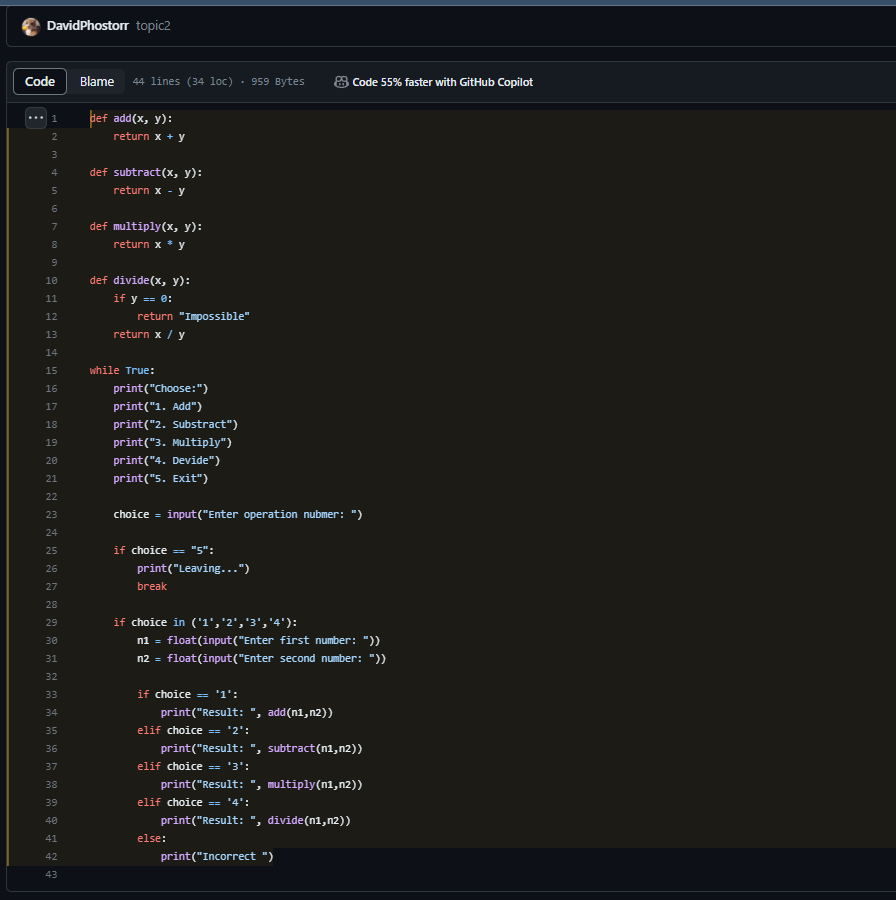 DavidPhostorr topic2
Code Blame 44 lines (34 loc) · 959 Bytes Code 55% faster with GitHub Copilot
1 def add(x, y):
2     return x + y
3
4 def subtract(x, y):
5     return x - y
6
7 def multiply(x, y):
8     return x * y
9
10 def divide(x, y):
11     if y == 0:
12         return "Impossible"
13     return x / y
14
15 while True:
16     print("Choose:")
17     print("1. Add")
18     print("2. Substract")
19     print("3. Multiply")
20     print("4. Devide")
21     print("5. Exit")
22
23     choice = input("Enter operation nubmer: ")
24
25     if choice == "5":
26         print("Leaving...")
27         break
28
29     if choice in ('1','2','3','4'):
30         n1 = float(input("Enter first number: "))
31         n2 = float(input("Enter second number: "))
32
33         if choice == '1':
34             print("Result: ", add(n1,n2))
35         elif choice == '2':
36             print("Result: ", subtract(n1,n2))
37         elif choice == '3':
38             print("Result: ", multiply(n1,n2))
39         elif choice == '4':
40             print("Result: ", divide(n1,n2))
41         else:
42             print("Incorrect ")
43